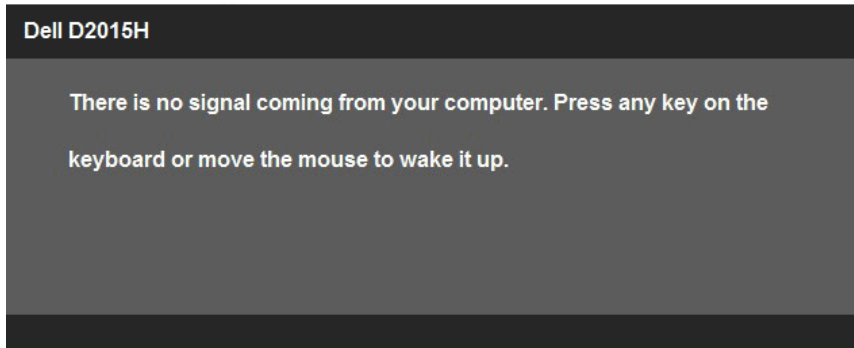 Dell D2015H
There is no signal coming from your computer. Press any key on the
keyboard or move the mouse to wake it up.